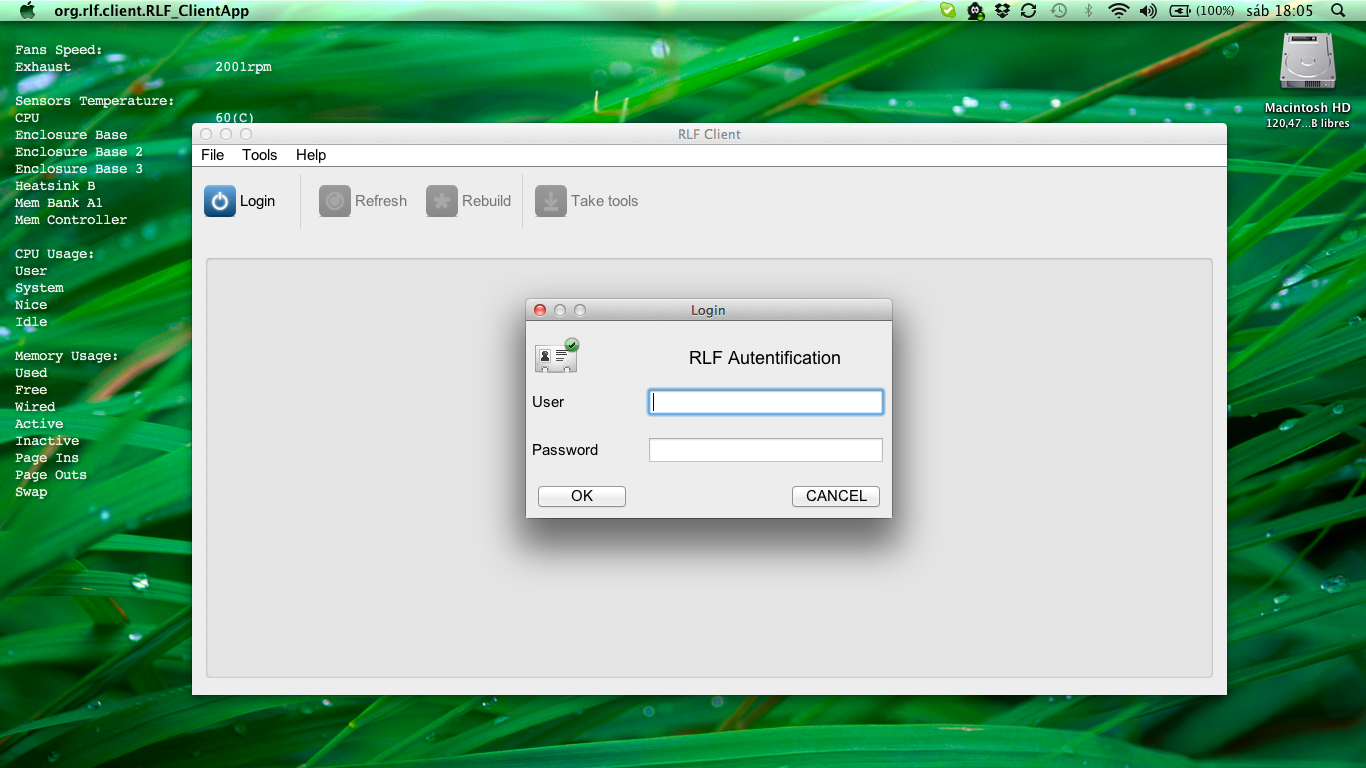 org.rlf.client.RLF_ClientApp
(100%) sáb 18:05
Fans Speed:
Exhaust 2001rpm
Sensors Temperature:
CPU 60(C)
Enclosure Base
Enclosure Base 2
Enclosure Base 3
Heatsink B
Mem Bank A1
Mem Controller
CPU Usage:
User
System
Nice
Idle
Memory Usage:
Used
Free
Wired
Active
Inactive
Page Ins
Page Outs
Swap
Macintosh HD
120,47...B libres
RLF Client
File Tools Help
Login Refresh Rebuild Take tools
Login
RLF Autentification
User
Password
OK CANCEL